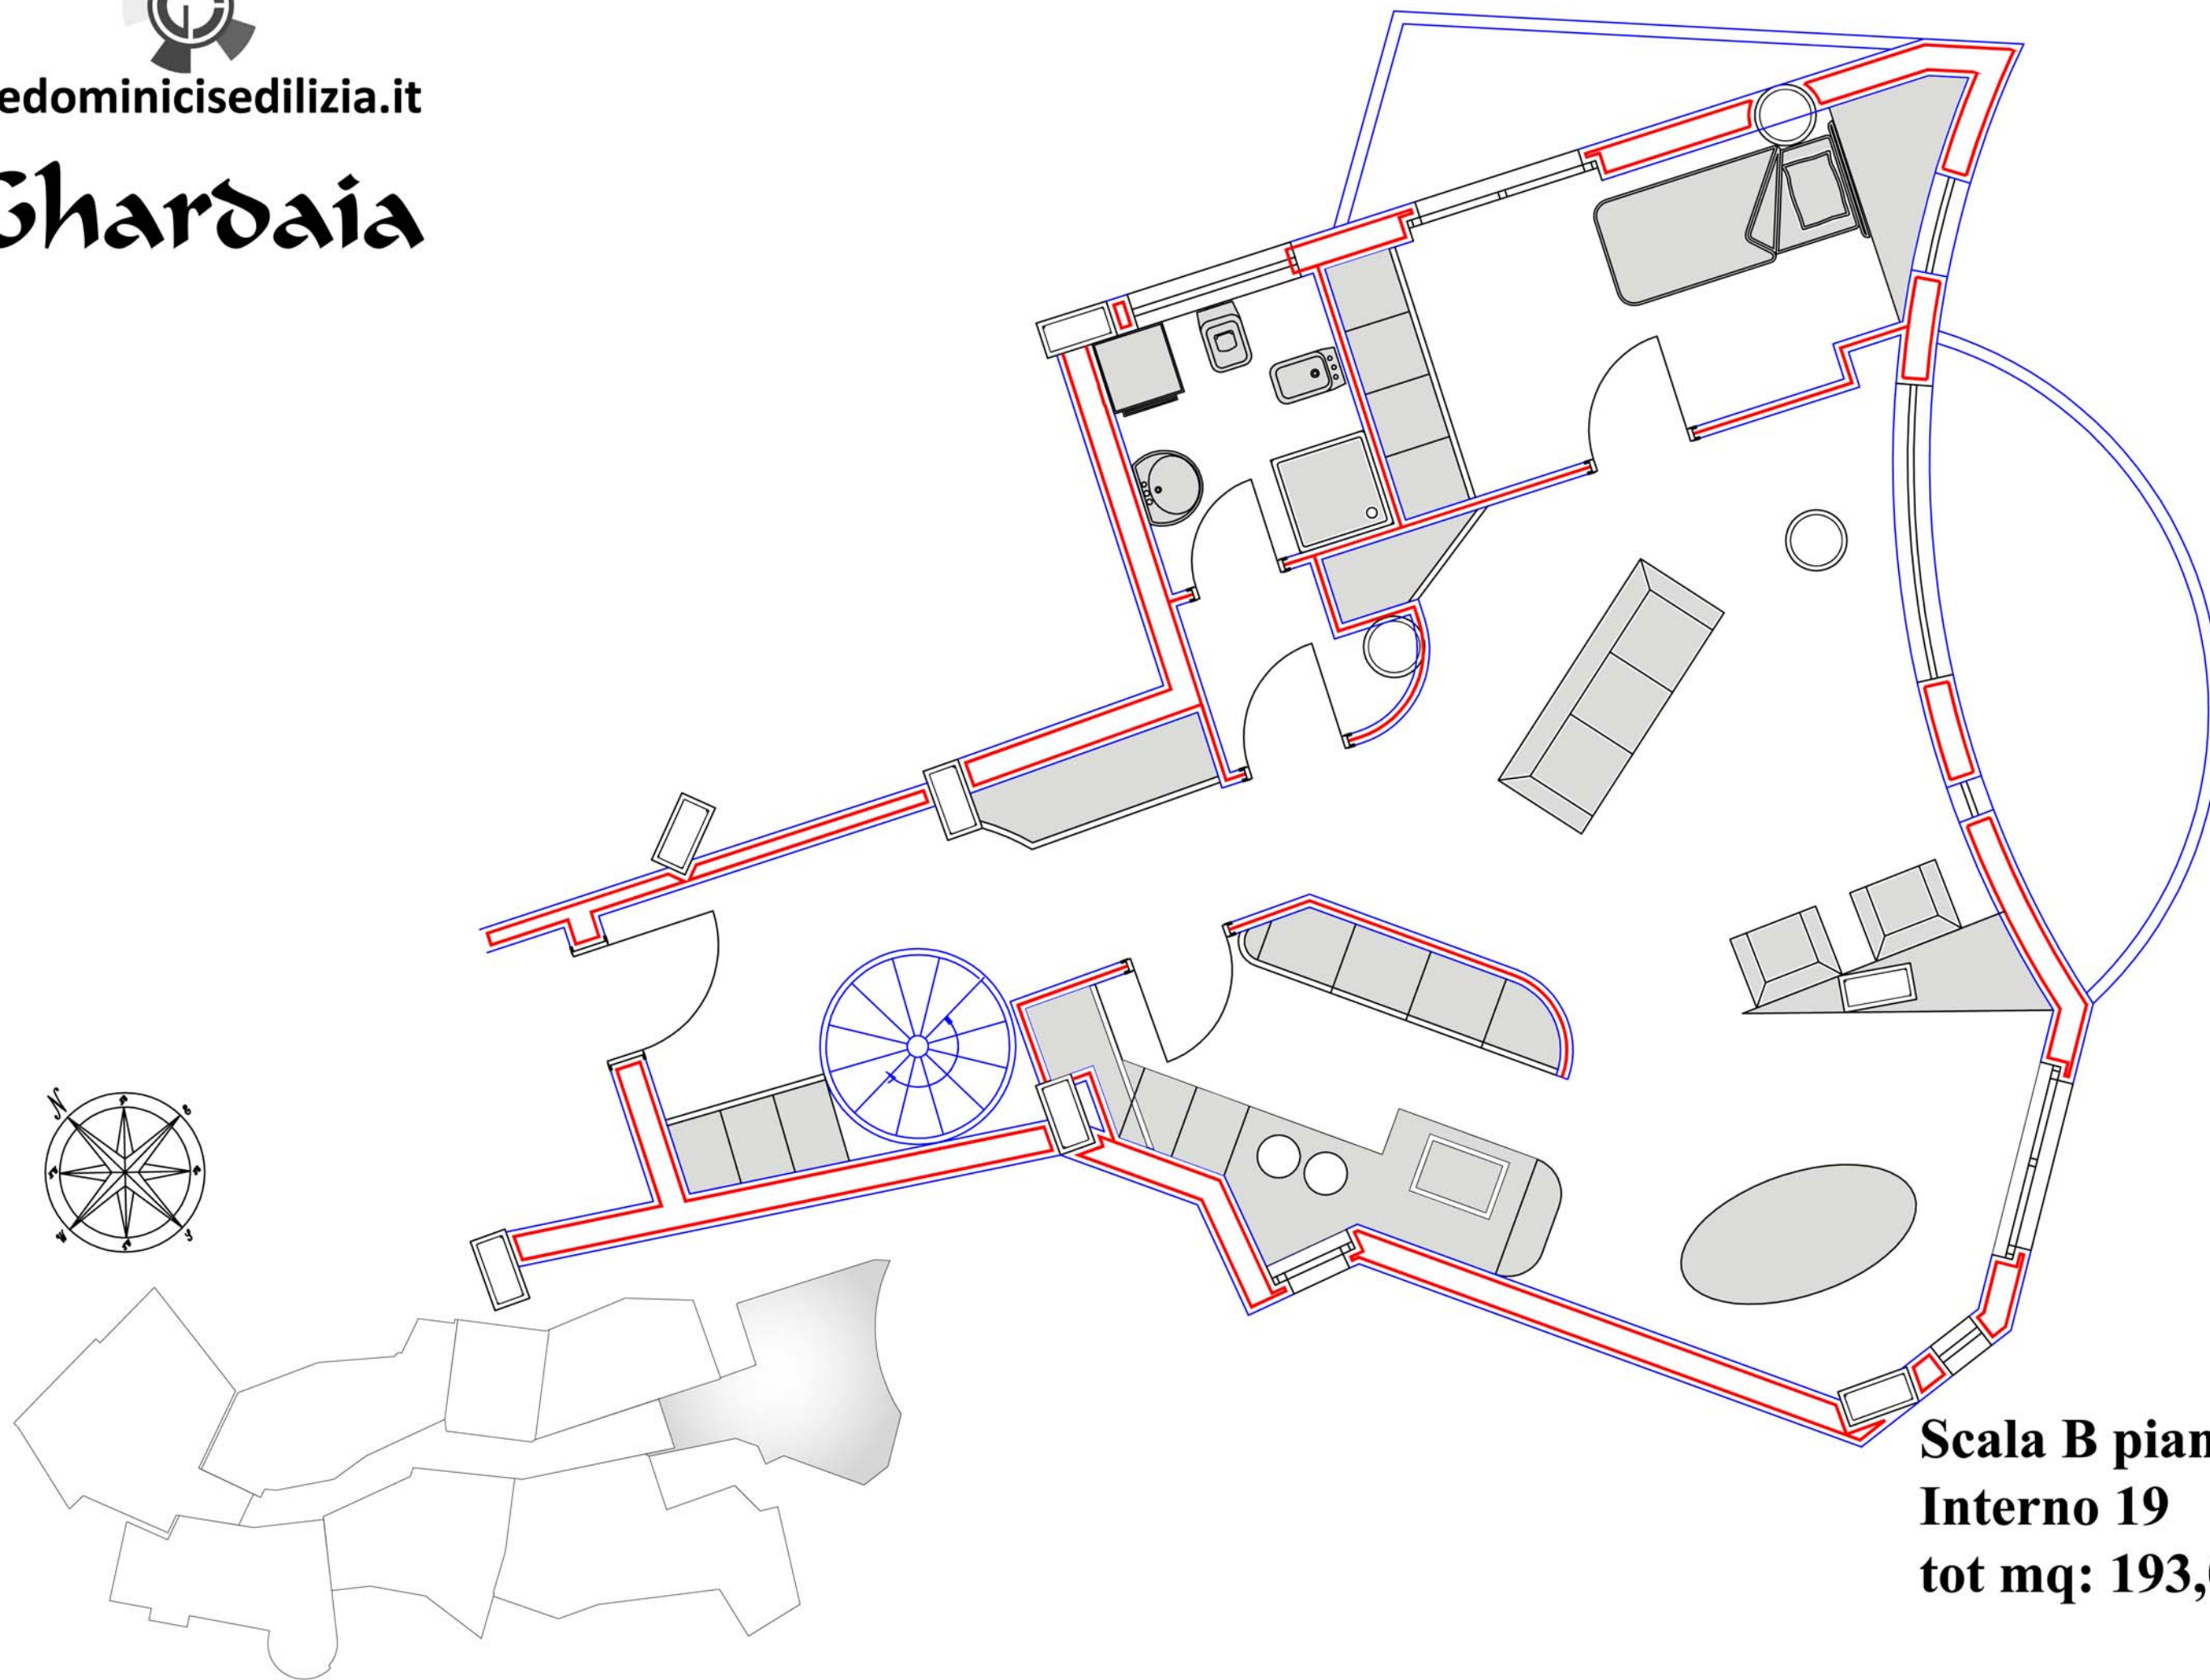 edominicisedilizia.it
Ghardaia
N
S
W
Scala B pian
Interno 19
tot mq: 193,